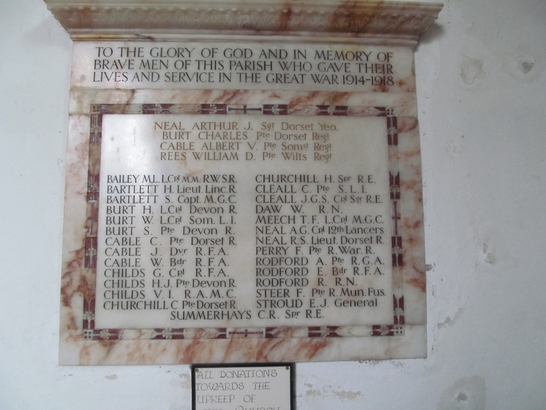 TO THE GLORY OF GOD AND IN MEMORY OF
BRAVE MEN OF THIS PARISH WHO GAVE THEIR
LIVES AND SERVICE IN THE GREAT WAR 1914-1918
NEAL ARTHUR J. Sgt Dorset Yeo.
BURT CHARLES Pte Dorset Regt
CABLE ALBERT V. Pte Somst Regt
REES WILLIAM D. Pte Wilts Regt
BAILEY M.J. L.Cpl M.M. R.W.S.R.
BARTLETT H. Lieut. Linc. R.
BARTLETT S. Capt. M.G.C.
BURT H. L.Cpl Devon R.
BURT W. L.Cpl Som. L.I.
BURT S. Pte Devon R.
CABLE C. Pte Dorset R.
CABLE J. Dvr R.F.A.
CABLE W. Bdr R.F.A.
CHILDS G. Cpl R.F.A.
CHILDS H.J. Pte Devon R.
CHILDS V.I. R.A.M.C.
CHURCHILL C. Pte Dorset R.
CHURCHILL H. Spr R.E.
CLEALL C. Pte S.L.I.
CLEALL J.G.S. Cpl Sgr R.E.
DAW W. R.N.
MEECH T.F. L.Cpl M.G.C.
NEAL A.G. Cpl 12th Lancers
NEAL R.S. Lieut Dorset R.
PERRY F. Pte R. War. R.
RODFORD A. Pte R.G.A.
RODFORD E. Bdr R.F.A.
RODFORD R. R.N.
STEER F. Pte R. Mun. Fus.
STROUD E.J. General
SUMMERHAYS C.R. Spr R.E.
ALL DONATIONS
TOWARDS THE
UPKEEP OF
CHURCH